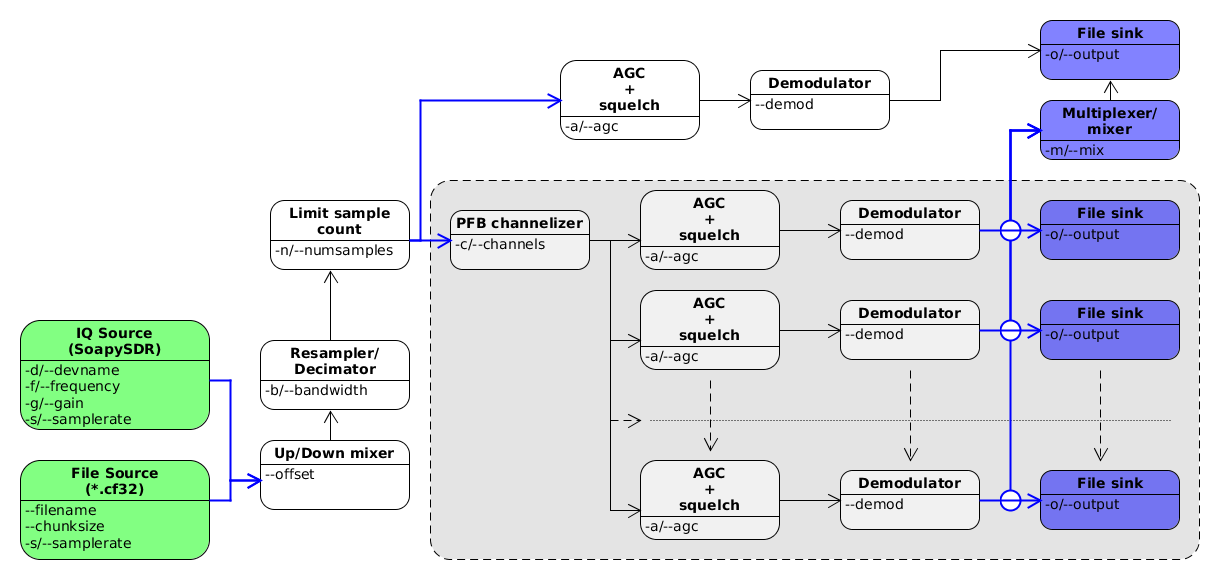 File sink
-o/--output
AGC
+
squelch
-a/--agc
Demodulator
--demod
Multiplexer/
mixer
-m/--mix
Limit sample
count
-n/--numsamples
PFB channelizer
-c/--channels
AGC
+
squelch
-a/--agc
Demodulator
--demod
File sink
-o/--output
AGC
+
squelch
-a/--agc
Demodulator
--demod
File sink
-o/--output
IQ Source
(SoapySDR)
-d/--devname
-f/--frequency
-g/--gain
-s/--samplerate
Resampler/
Decimator
-b/--bandwidth
Up/Down mixer
--offset
File Source
(*.cf32)
--filename
--chunksize
-s/--samplerate
AGC
+
squelch
-a/--agc
Demodulator
--demod
File sink
-o/--output